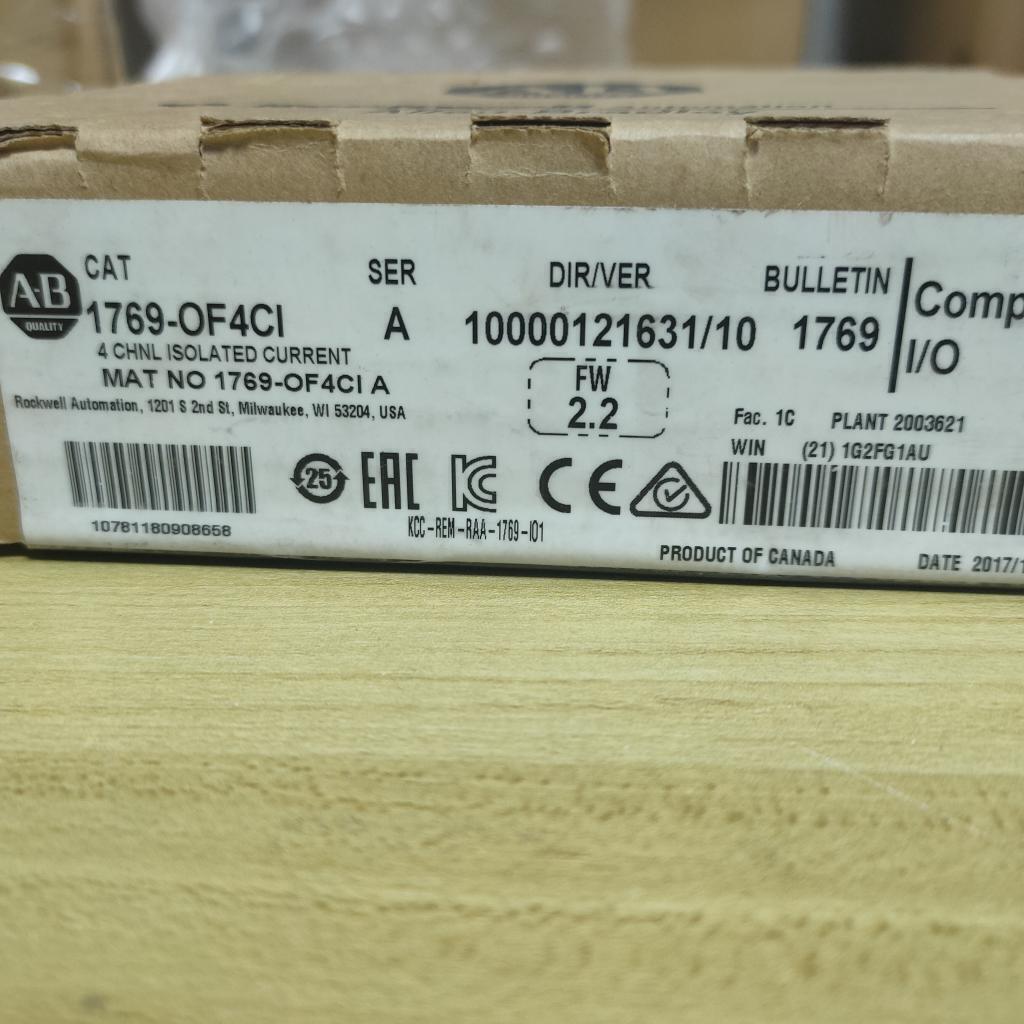 A-B
QUALITY
CAT
1769-OF4CI
4 CHNL ISOLATED CURRENT
MAT NO 1769-OF4CI A
Rockwell Automation, 1201 S 2nd St, Milwaukee, WI 53204, USA
SER
A
DIR/VER
10000121631/10
FW
2.2
BULLETIN
1769
Comp
I/O
Fac. 1C PLANT 2003621
WIN (21) 1G2FG1AU
10781180908658
25
EAC
KC
KCC-REM-RAA-1769-I01
CE
PRODUCT OF CANADA
DATE 2017/1